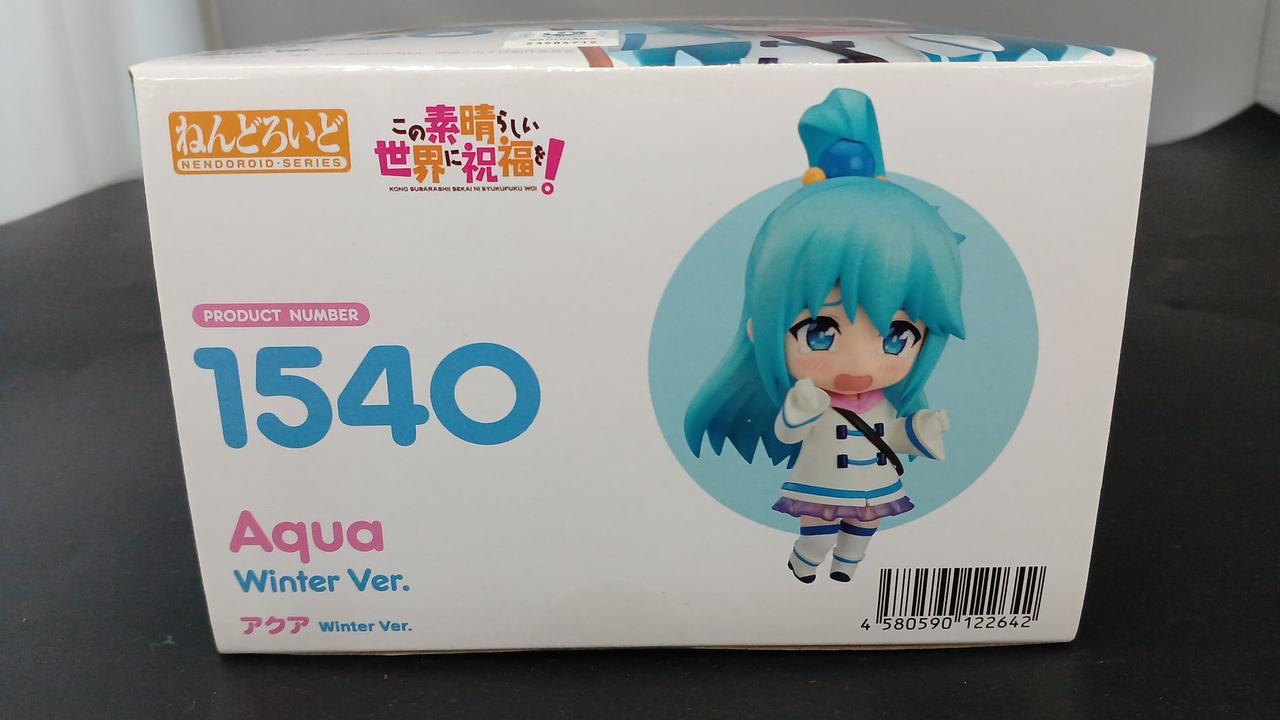 ねんどろいど
NENDOROID·SERIES
この素晴らしい
世界に祝福を!
KONO SUBARASHII SEKAI NI SYUKUFUKU WO!
PRODUCT NUMBER
1540
Aqua
Winter Ver.
アクア Winter Ver.
4 580590 122642